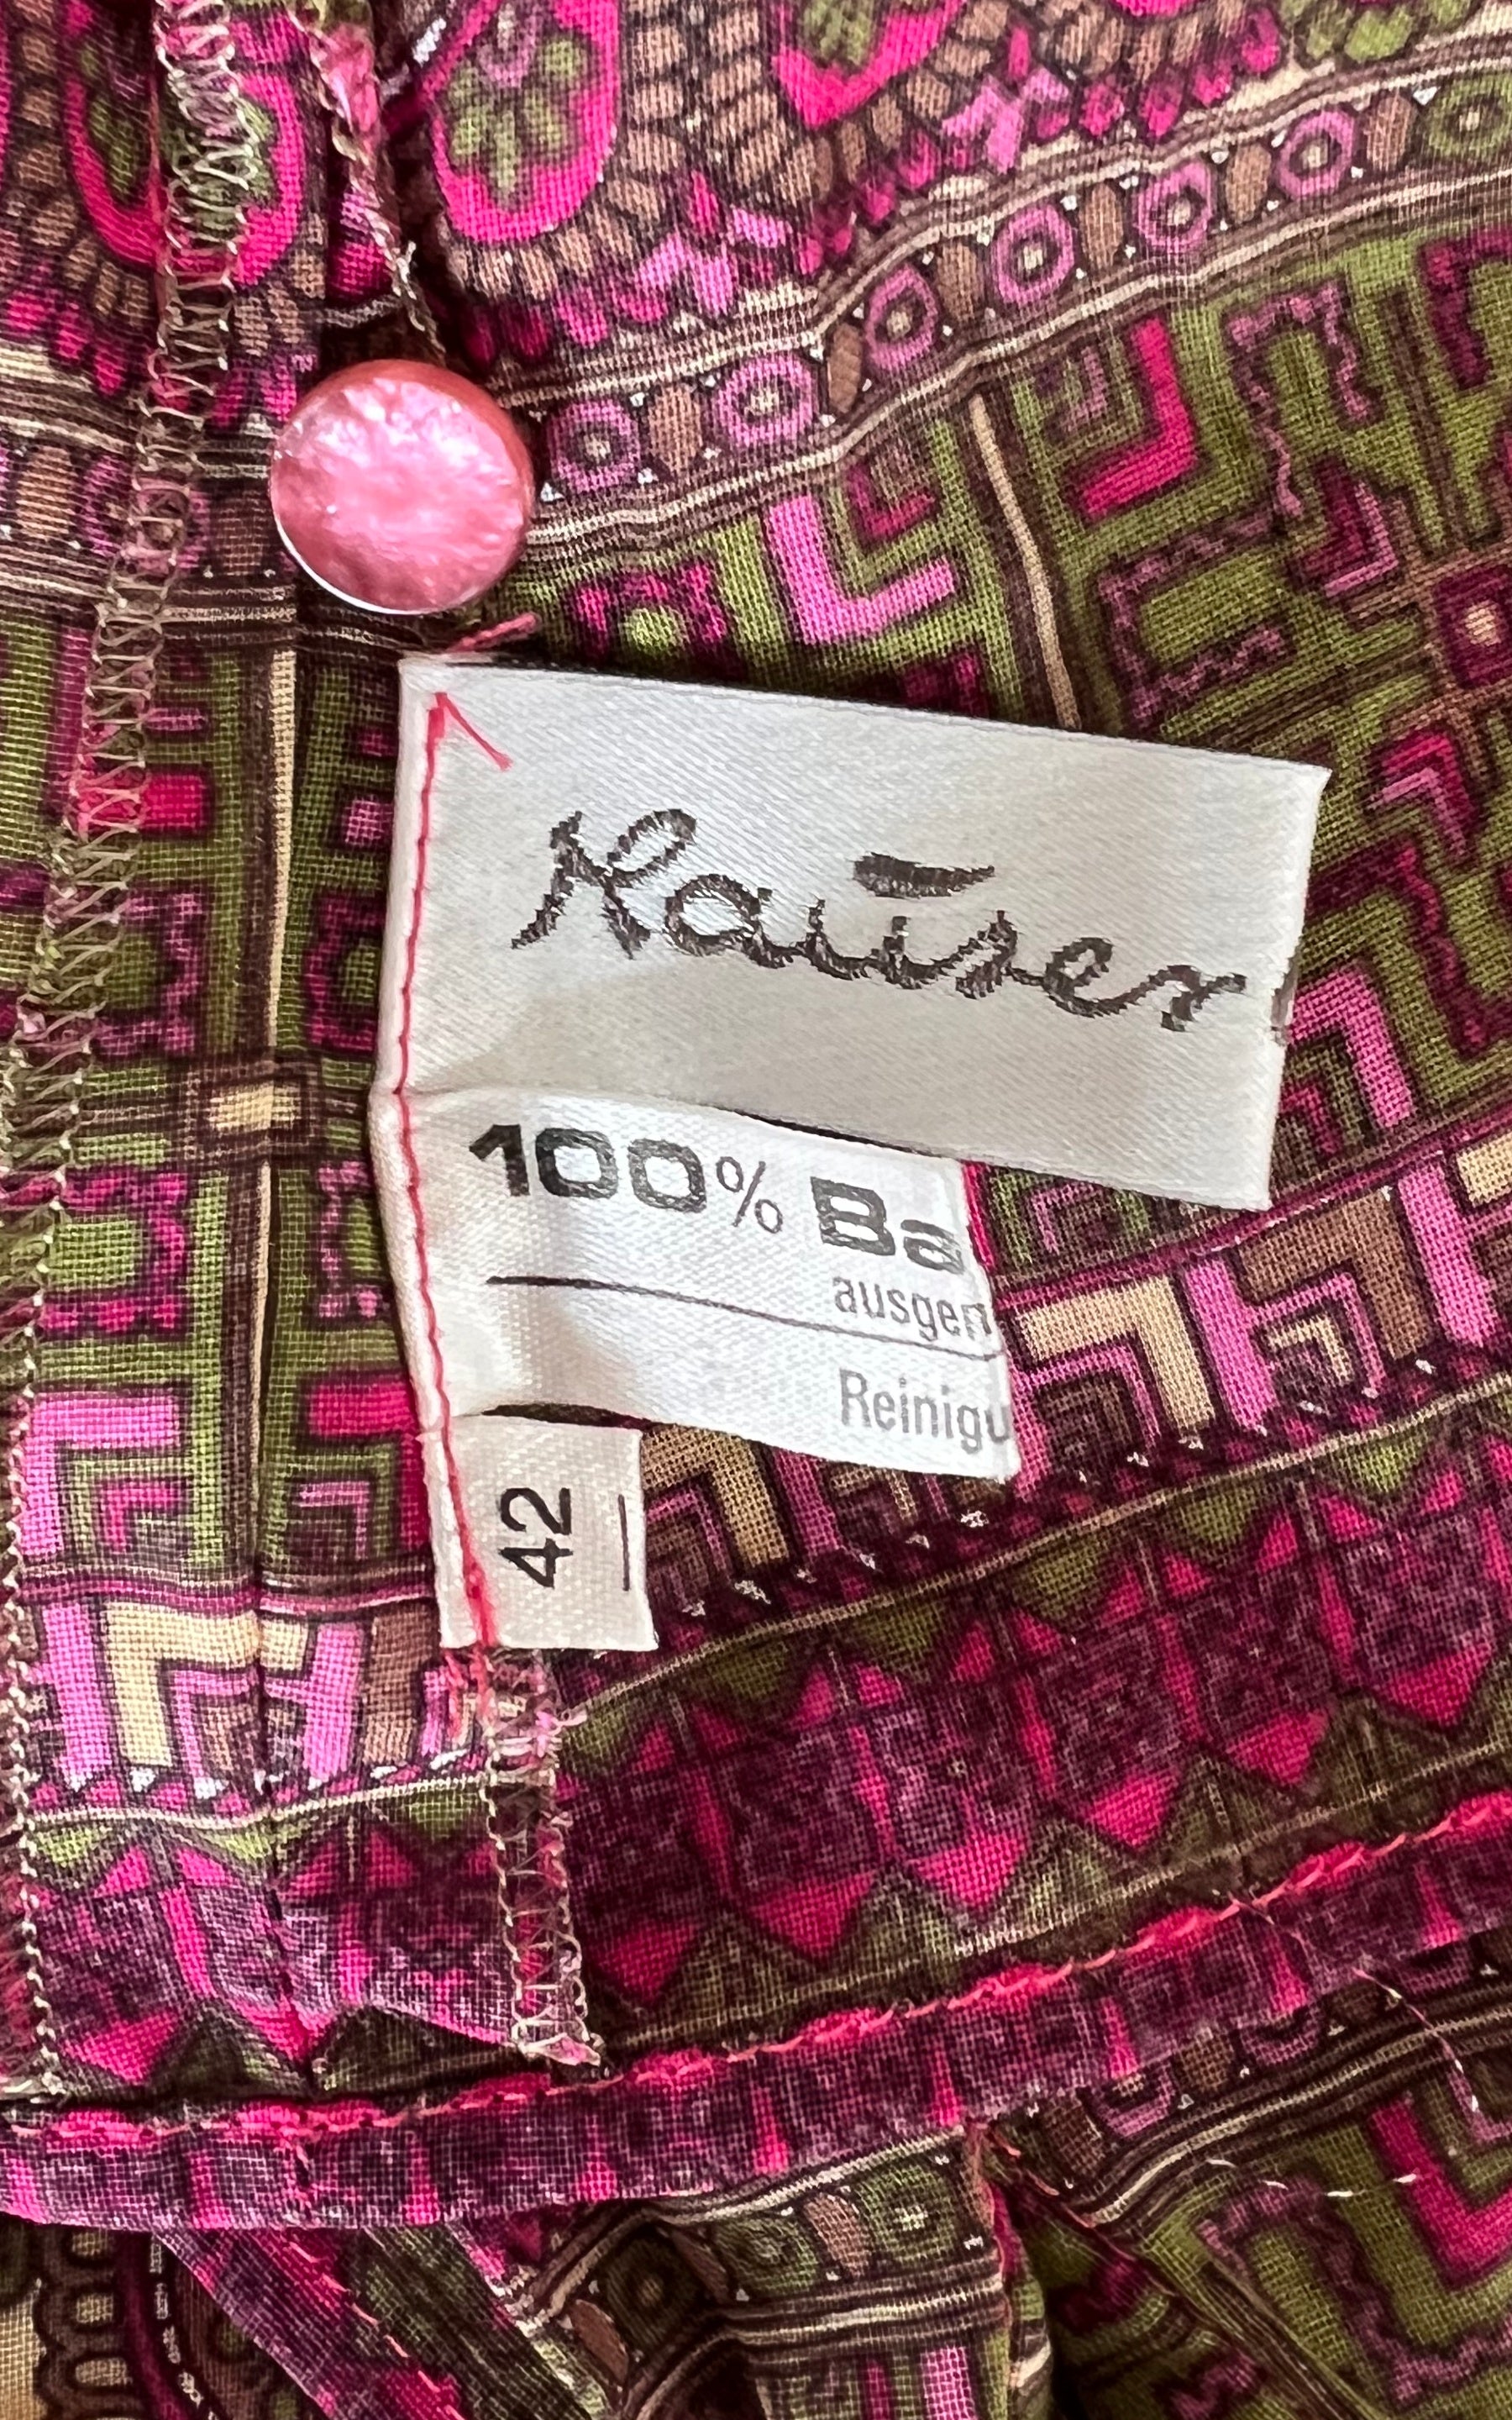 Kaiser
100% Ba
ausgen
Reinigu
42